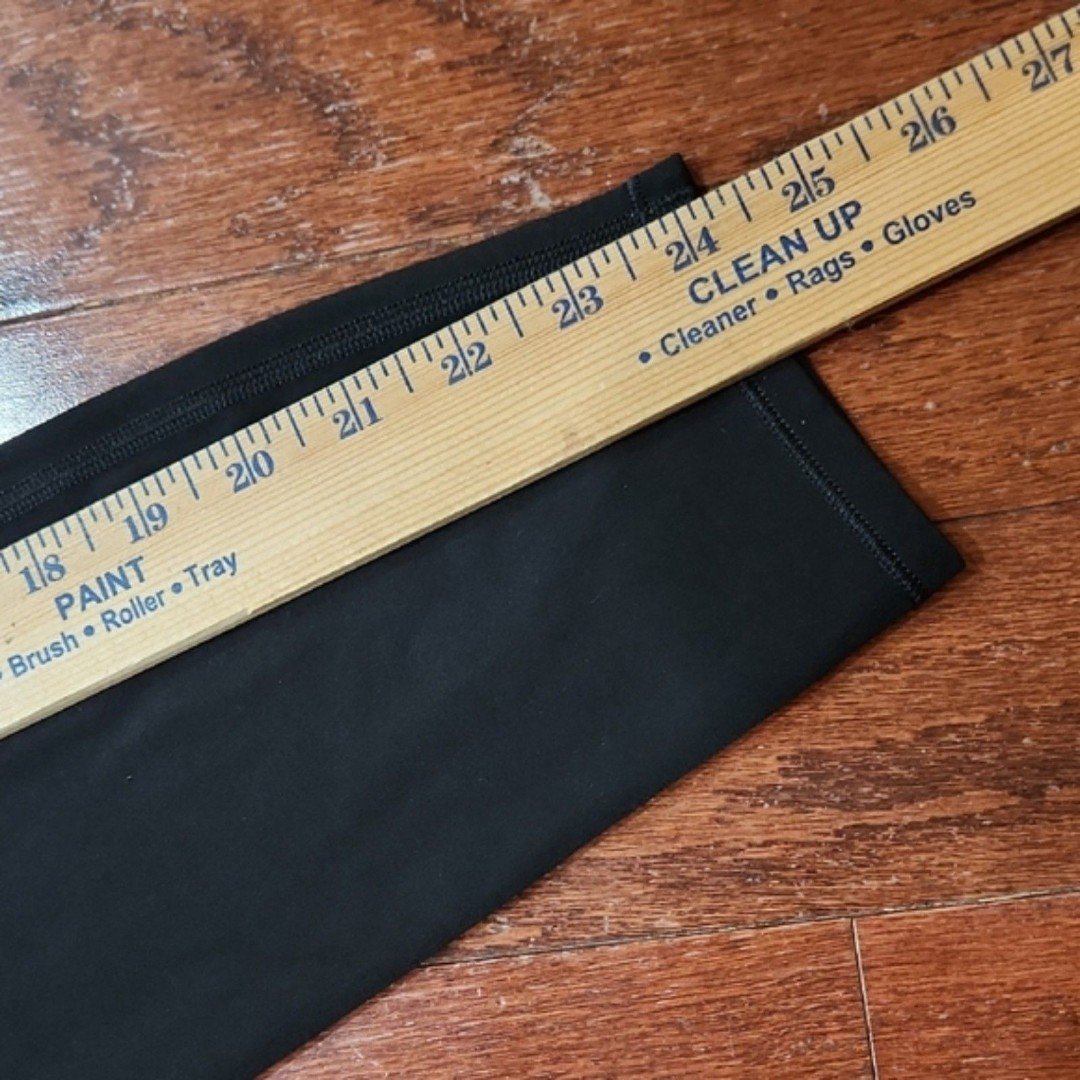 18 19 20 21 22 23 24 25 26 27
PAINT
• Brush • Roller • Tray
CLEAN UP
• Cleaner • Rags • Gloves